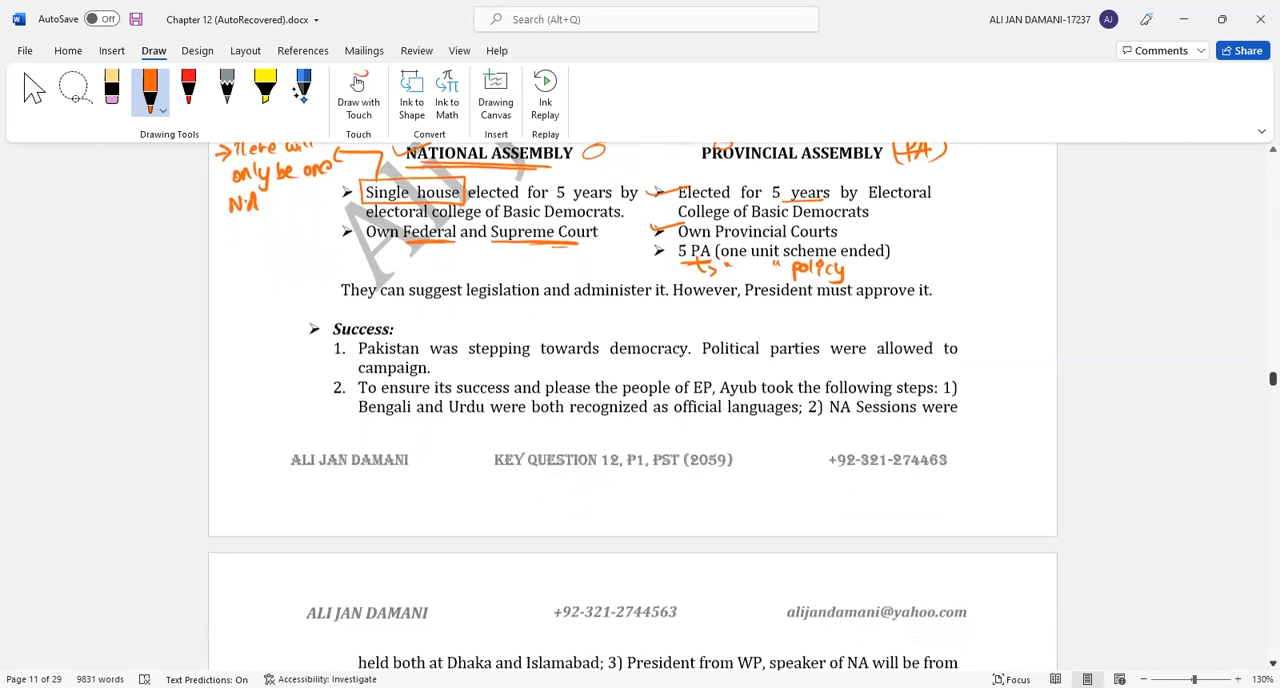 AutoSave Off Chapter 12 (AutoRecovered).docx Search (Alt+Q) ALI JAN DAMANI-17237 AJ
File Home Insert Draw Design Layout References Mailings Review View Help Comments Share
Draw with Touch
Ink to Shape
Ink to Math
Drawing Canvas
Ink Replay
Drawing Tools Touch Convert Insert Replay
→ There will
only be one
NA
NATIONAL ASSEMBLY
Single house elected for 5 years by
electoral college of Basic Democrats.
Own Federal and Supreme Court
PROVINCIAL ASSEMBLY (PA)
Elected for 5 years by Electoral
College of Basic Democrats
Own Provincial Courts
5 PA (one unit scheme ended)
policy
They can suggest legislation and administer it. However, President must approve it.
Success:
1. Pakistan was stepping towards democracy. Political parties were allowed to
campaign.
2. To ensure its success and please the people of EP, Ayub took the following steps: 1)
Bengali and Urdu were both recognized as official languages; 2) NA Sessions were
ALI JAN DAMANI KEY QUESTION 12, P1, PST (2059) +92-321-274463
ALI JAN DAMANI +92-321-2744563 alijandamani@yahoo.com
held both at Dhaka and Islamabad; 3) President from WP, speaker of NA will be from
Page 11 of 29 9831 words Text Predictions: On Accessibility: Investigate Focus 130%